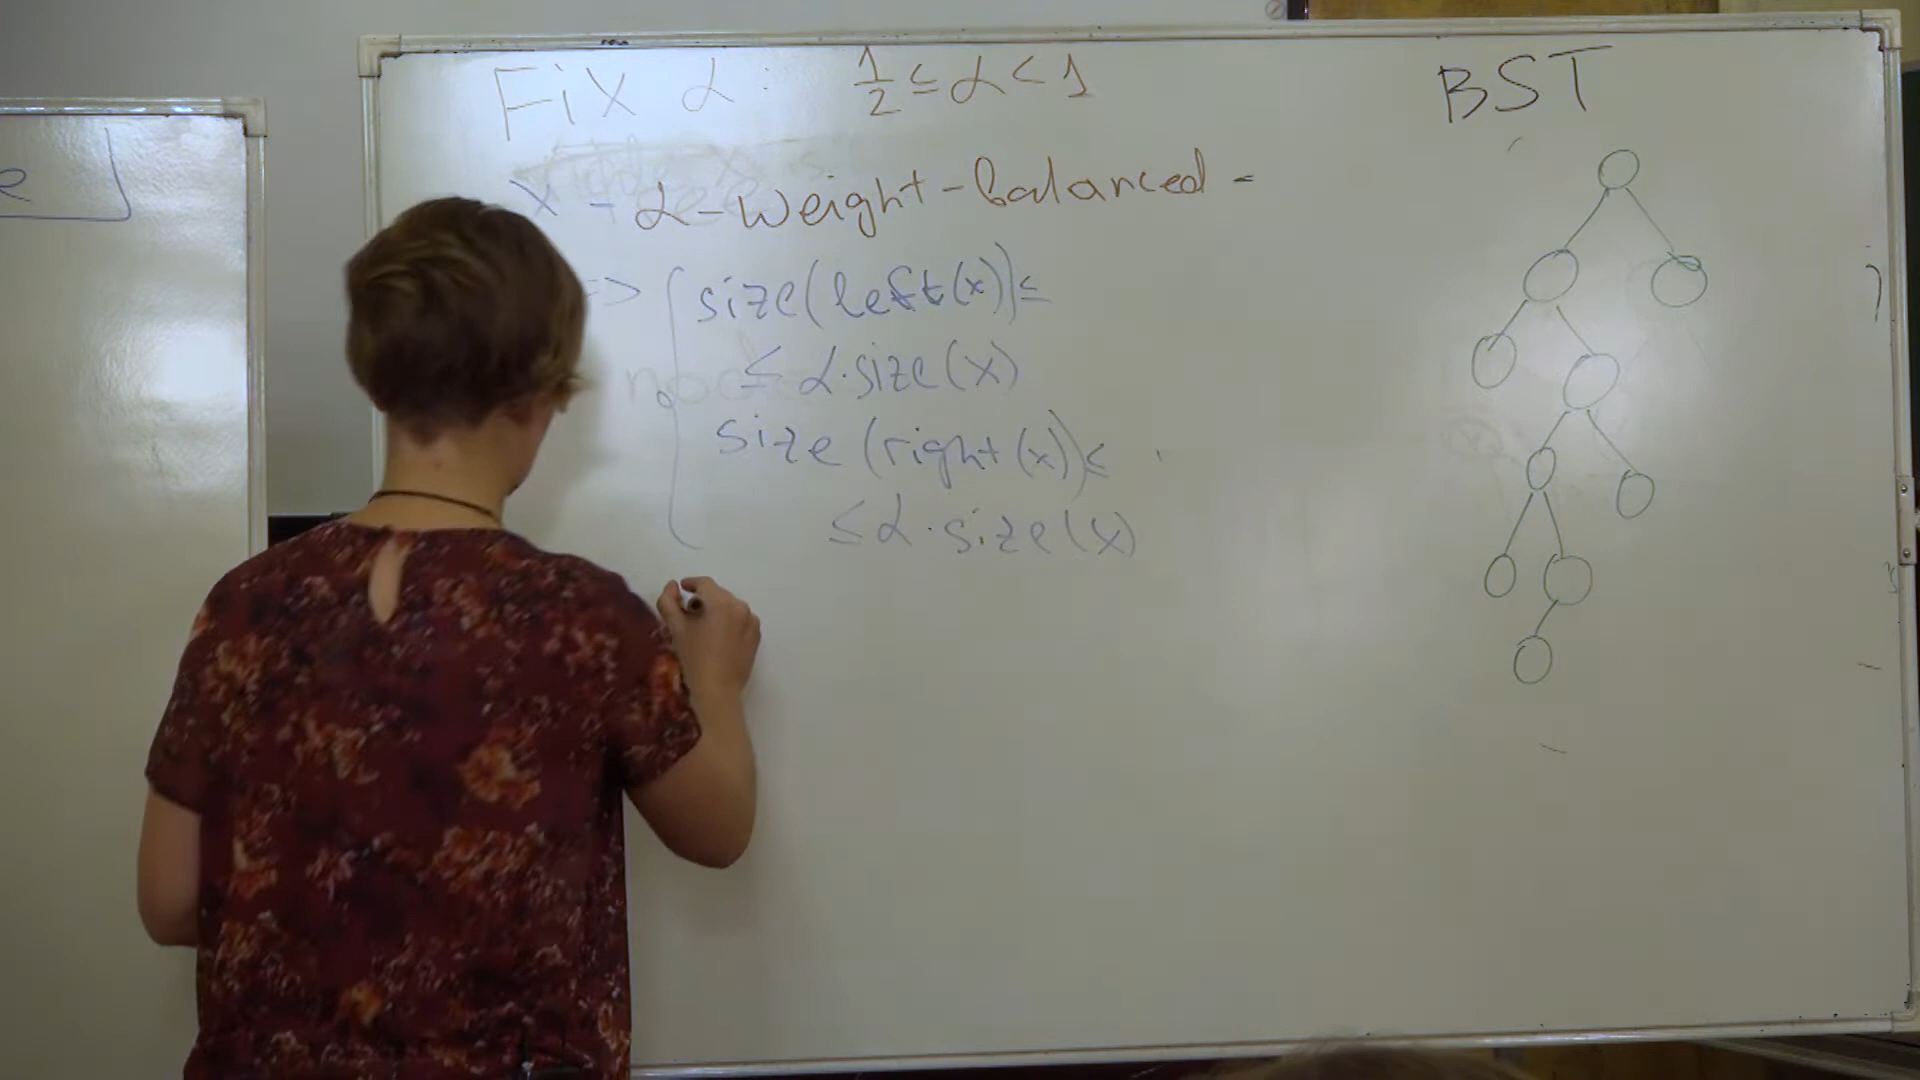 Fix α: 1/2 ≤ α < 1
x - α-weight-balanced -
=> { size(left(x)) ≤
≤ α·size(x)
size(right(x)) ≤
≤ α·size(x)
BST
e